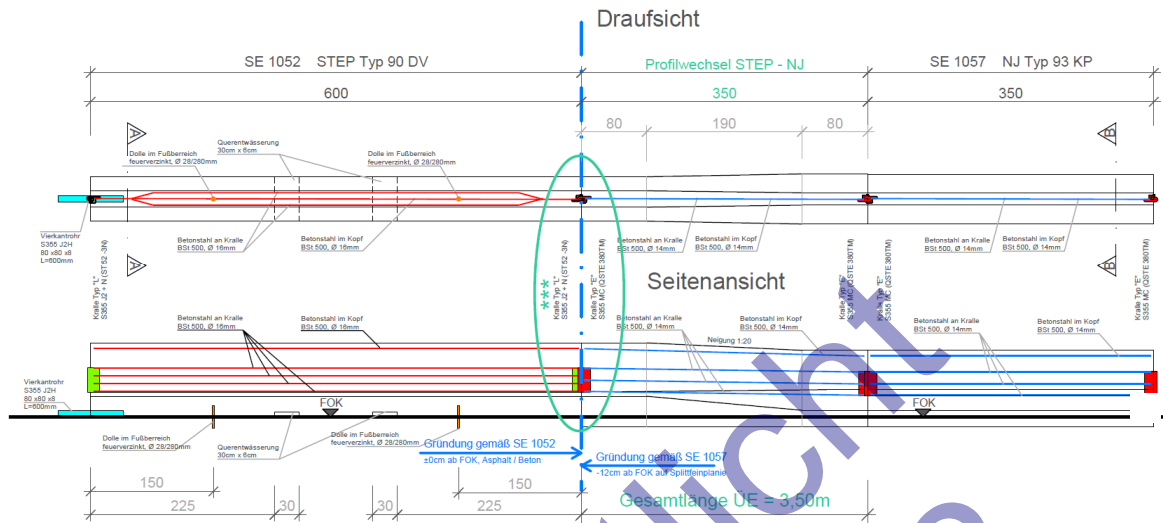 Draufsicht
SE 1052 STEP Typ 90 DV
Profilwechsel STEP - NJ
SE 1057 NJ Typ 93 KP
600
350
350
80
190
80
A
B
Dolle im Fußbereich
feuerverzinkt, Ø 28/280mm
Querentwässerung
30cm x 6cm
Dolle im Fußbereich
feuerverzinkt, Ø 28/280mm
Vierkantrohr
S355 J2H
80 x80 x8
L=600mm
Betonstahl an Kralle
BSt 500, Ø 16mm
Betonstahl im Kopf
BSt 500, Ø 16mm
Betonstahl an Kralle
BSt 500, Ø 14mm
Betonstahl im Kopf
BSt 500, Ø 14mm
Betonstahl an Kralle
BSt 500, Ø 14mm
Betonstahl im Kopf
BSt 500, Ø 14mm
A
B
Kralle Typ "L"
S355 J2 + N (ST 52 -3N)
***
Kralle Typ "L"
S355 J2 + N (ST 52 -3N)
Kralle Typ "E"
S355 MC (QSTE 380TM)
Kralle Typ "E"
S355 MC (QSTE 380TM)
Kralle Typ "E"
S355 MC (QSTE 380TM)
Kralle Typ "E"
S355 MC (QSTE 380TM)
Seitenansicht
Betonstahl an Kralle
BSt 500, Ø 16mm
Betonstahl im Kopf
BSt 500, Ø 16mm
Betonstahl an Kralle
BSt 500, Ø 14mm
Betonstahl im Kopf
BSt 500, Ø 14mm
Betonstahl an Kralle
BSt 500, Ø 14mm
Betonstahl im Kopf
BSt 500, Ø 14mm
Neigung 1:20
Vierkantrohr
S355 J2H
80 x80 x8
L=600mm
FOK
FOK
Dolle im Fußbereich
feuerverzinkt, Ø 28/280mm
Querentwässerung
30cm x 6cm
Dolle im Fußbereich
feuerverzinkt, Ø 28/280mm
Gründung gemäß SE 1052
±0cm ab FOK, Asphalt / Beton
Gründung gemäß SE 1057
-12cm ab FOK auf Splittfeinplanie
150
150
225
30
30
225
Gesamtlänge ÜE = 3,50m